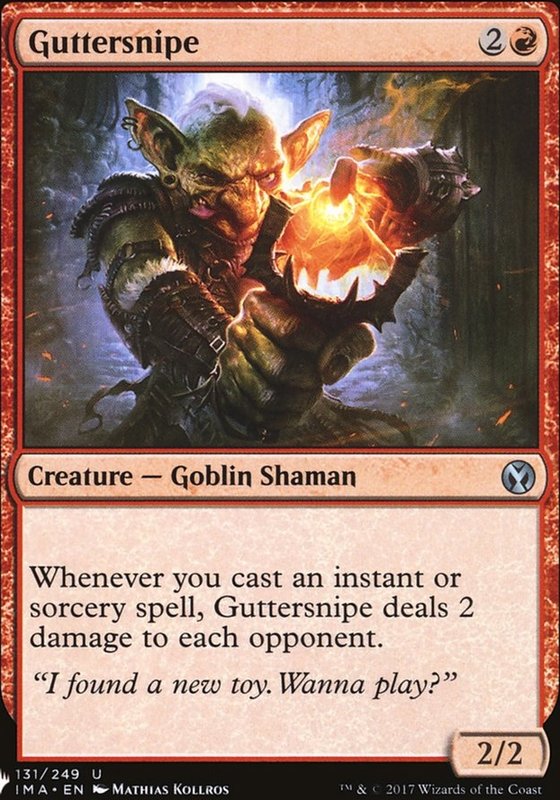 Guttersnipe 2
Creature — Goblin Shaman
Whenever you cast an instant or
sorcery spell, Guttersnipe deals 2
damage to each opponent.
“I found a new toy. Wanna play?”
2/2
131/249 U
IMA • EN Mathias Kollros
™ & © 2017 Wizards of the Coast